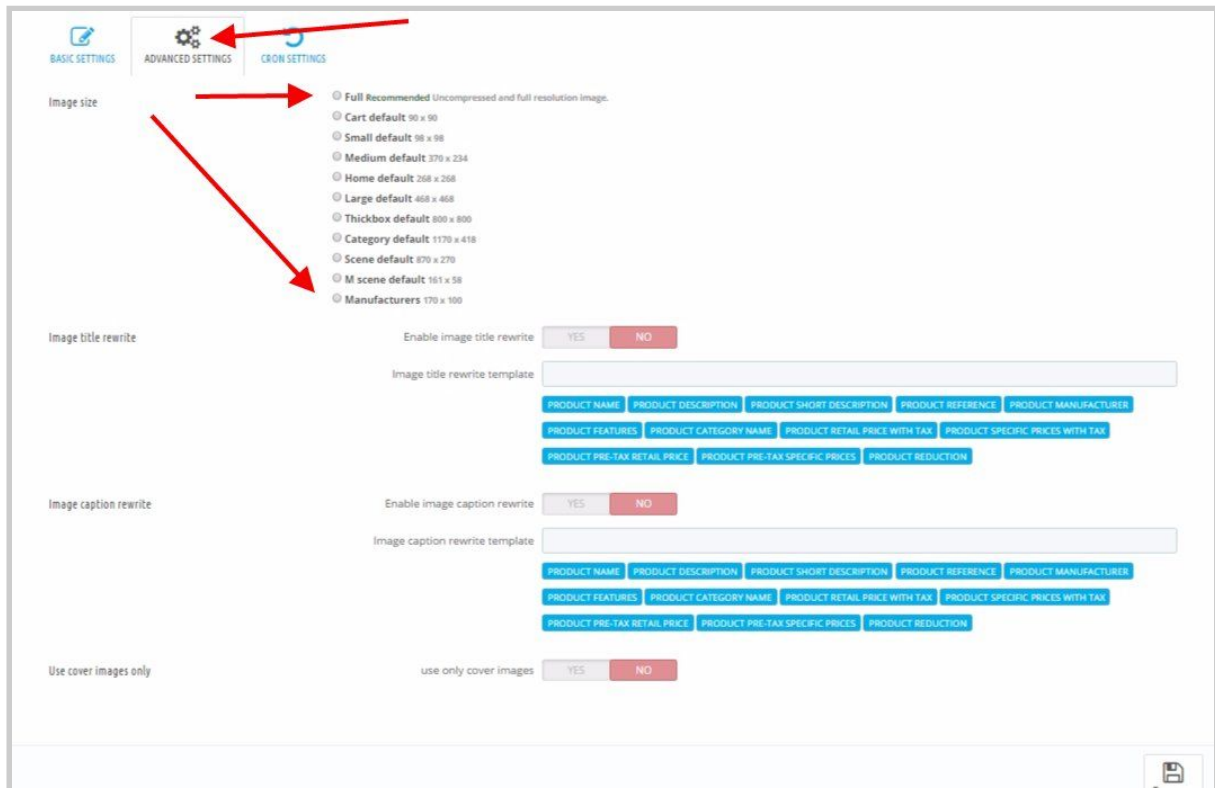 BASIC SETTINGS ADVANCED SETTINGS CRON SETTINGS
Image size
Full Recommended Uncompressed and full resolution image.
Cart default 90 x 90
Small default 98 x 98
Medium default 370 x 234
Home default 268 x 268
Large default 468 x 468
Thickbox default 800 x 800
Category default 1170 x 418
Scene default 870 x 270
M scene default 161 x 58
Manufacturers 170 x 100
Image title rewrite Enable image title rewrite YES NO
Image title rewrite template
PRODUCT NAME PRODUCT DESCRIPTION PRODUCT SHORT DESCRIPTION PRODUCT REFERENCE PRODUCT MANUFACTURER
PRODUCT FEATURES PRODUCT CATEGORY NAME PRODUCT RETAIL PRICE WITH TAX PRODUCT SPECIFIC PRICES WITH TAX
PRODUCT PRE-TAX RETAIL PRICE PRODUCT PRE-TAX SPECIFIC PRICES PRODUCT REDUCTION
Image caption rewrite Enable image caption rewrite YES NO
Image caption rewrite template
PRODUCT NAME PRODUCT DESCRIPTION PRODUCT SHORT DESCRIPTION PRODUCT REFERENCE PRODUCT MANUFACTURER
PRODUCT FEATURES PRODUCT CATEGORY NAME PRODUCT RETAIL PRICE WITH TAX PRODUCT SPECIFIC PRICES WITH TAX
PRODUCT PRE-TAX RETAIL PRICE PRODUCT PRE-TAX SPECIFIC PRICES PRODUCT REDUCTION
Use cover images only use only cover images YES NO